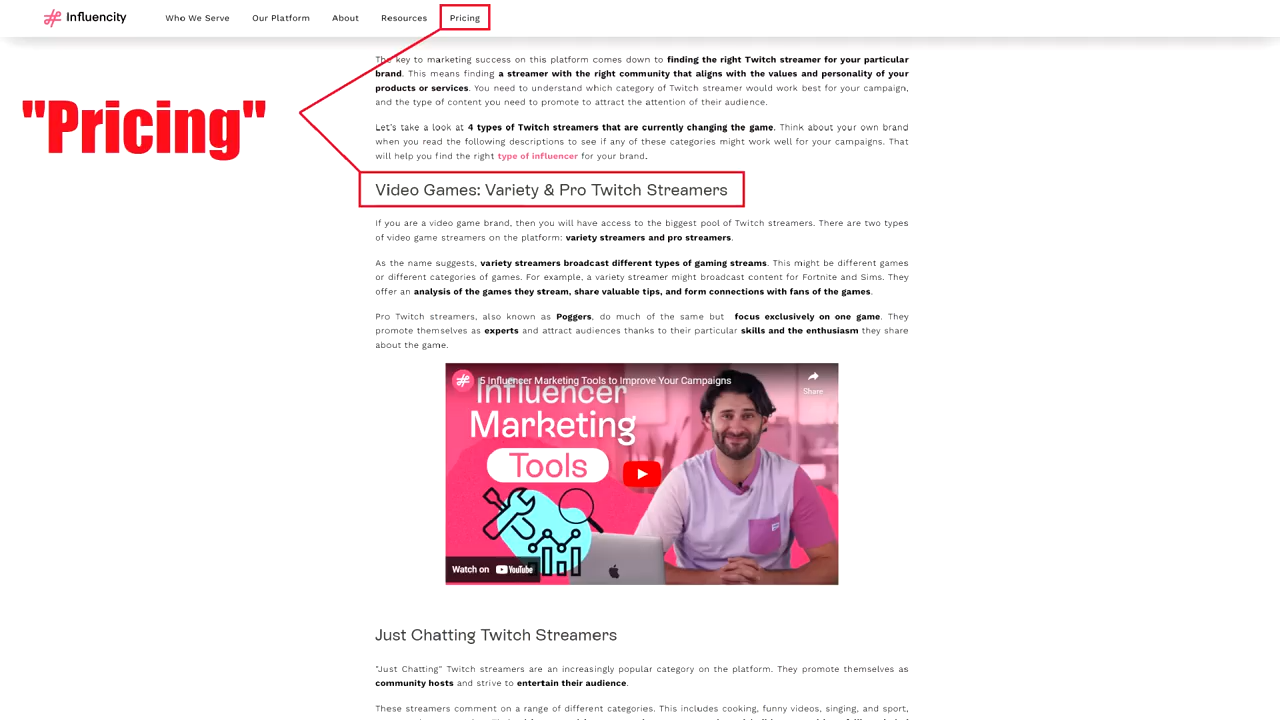 Influencity
Who We Serve
Our Platform
About
Resources
Pricing
The key to marketing success on this platform comes down to finding the right Twitch streamer for your particular
brand. This means finding a streamer with the right community that aligns with the values and personality of your
products or services. You need to understand which category of Twitch streamer would work best for your campaign,
and the type of content you need to promote to attract the attention of their audience.
"Pricing"
Let's take a look at 4 types of Twitch streamers that are currently changing the game. Think about your own brand
when you read the following descriptions to see if any of these categories might work well for your campaigns. That
will help you find the right type of influencer for your brand.
Video Games: Variety & Pro Twitch Streamers
If you are a video game brand, then you will have access to the biggest pool of Twitch streamers. There are two types
of video game streamers on the platform: variety streamers and pro streamers.
As the name suggests, variety streamers broadcast different types of gaming streams. This might be different games
or different categories of games. For example, a variety streamer might broadcast content for Fortnite and Sims. They
offer an analysis of the games they stream, share valuable tips, and form connections with fans of the games.
Pro Twitch streamers, also known as Poggers, do much of the same but focus exclusively on one game. They
promote themselves as experts and attract audiences thanks to their particular skills and the enthusiasm they share
about the game.
5 Influencer Marketing Tools to Improve Your Campaigns
Share
Influencer
Marketing
Tools
Watch on YouTube
Just Chatting Twitch Streamers
"Just Chatting" Twitch streamers are an increasingly popular category on the platform. They promote themselves as
community hosts and strive to entertain their audience.
These streamers comment on a range of different categories. This includes cooking, funny videos, singing, and sport,